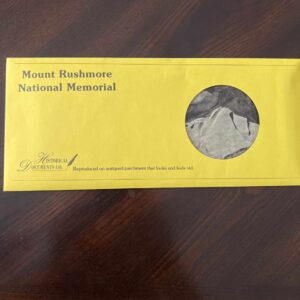 Mount Rushmore
National Memorial
Historical
Documents Co.
Reproduced on antiqued parchment that looks and feels old